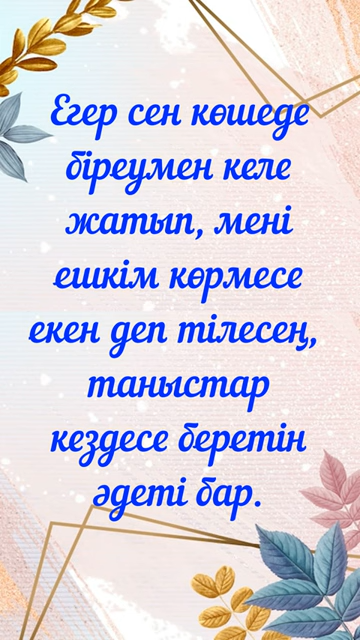 Егер сен көшеде
біреумен келе
жатып, мені
ешкім көрмесе
екен деп тілесең,
таныстар
кездесе беретін
әдеті бар.